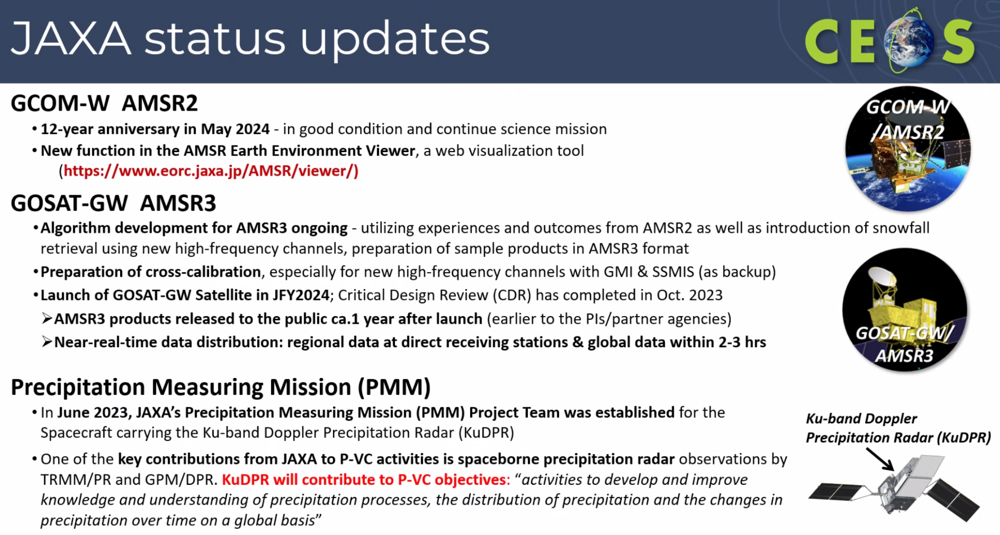 JAXA status updates
CEOS
GCOM-W AMSR2
• 12-year anniversary in May 2024 - in good condition and continue science mission
• New function in the AMSR Earth Environment Viewer, a web visualization tool
(https://www.eorc.jaxa.jp/AMSR/viewer/)
GCOM-W
/AMSR2
GOSAT-GW AMSR3
• Algorithm development for AMSR3 ongoing - utilizing experiences and outcomes from AMSR2 as well as introduction of snowfall
retrieval using new high-frequency channels, preparation of sample products in AMSR3 format
• Preparation of cross-calibration, especially for new high-frequency channels with GMI & SSMIS (as backup)
• Launch of GOSAT-GW Satellite in JFY2024; Critical Design Review (CDR) has completed in Oct. 2023
➢ AMSR3 products released to the public ca.1 year after launch (earlier to the PIs/partner agencies)
➢ Near-real-time data distribution: regional data at direct receiving stations & global data within 2-3 hrs
GOSAT-GW/
AMSR3
Precipitation Measuring Mission (PMM)
• In June 2023, JAXA's Precipitation Measuring Mission (PMM) Project Team was established for the
Spacecraft carrying the Ku-band Doppler Precipitation Radar (KuDPR)
• One of the key contributions from JAXA to P-VC activities is spaceborne precipitation radar observations by
TRMM/PR and GPM/DPR. KuDPR will contribute to P-VC objectives: “activities to develop and improve
knowledge and understanding of precipitation processes, the distribution of precipitation and the changes in
precipitation over time on a global basis”
Ku-band Doppler
Precipitation Radar (KuDPR)